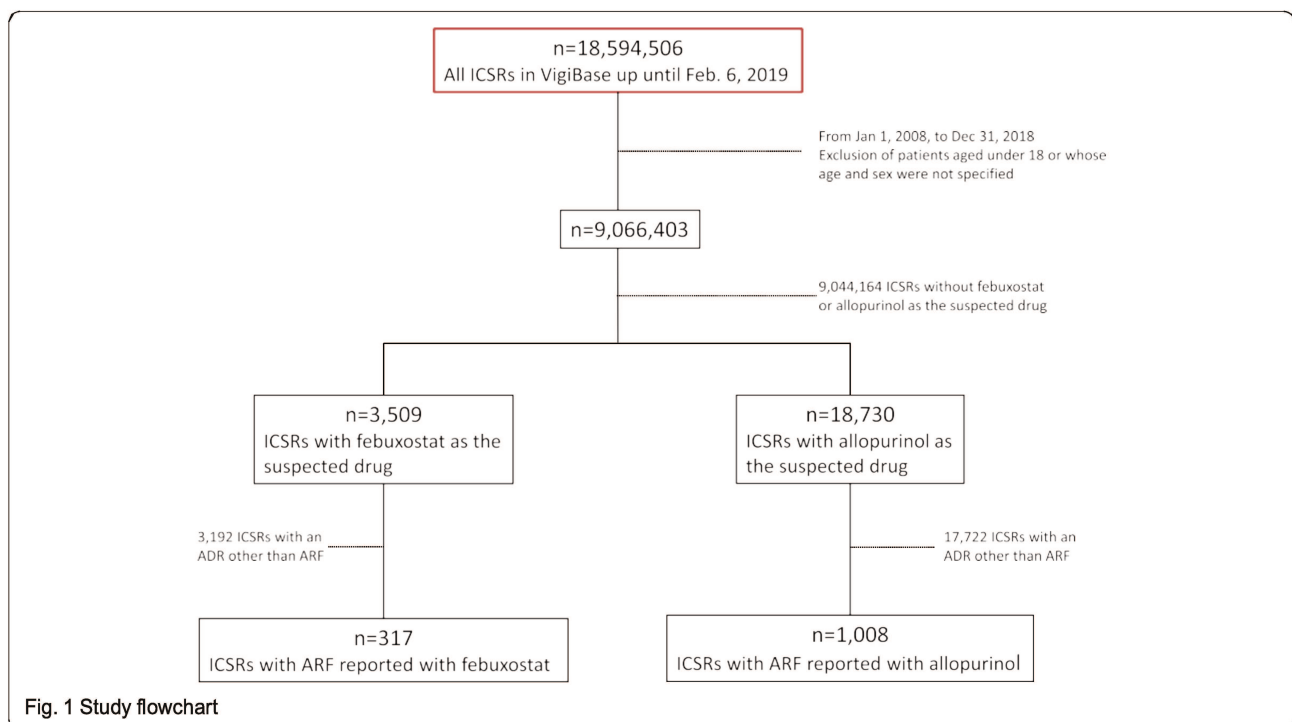 n=18,594,506
All ICSRs in VigiBase up until Feb. 6, 2019
From Jan 1, 2008, to Dec 31, 2018
Exclusion of patients aged under 18 or whose
age and sex were not specified
n=9,066,403
9,044,164 ICSRs without febuxostat
or allopurinol as the suspected drug
n=3,509
ICSRs with febuxostat as the
suspected drug
n=18,730
ICSRs with allopurinol as
the suspected drug
3,192 ICSRs with an
ADR other than ARF
17,722 ICSRs with an
ADR other than ARF
n=317
ICSRs with ARF reported with febuxostat
n=1,008
ICSRs with ARF reported with allopurinol
Fig. 1 Study flowchart